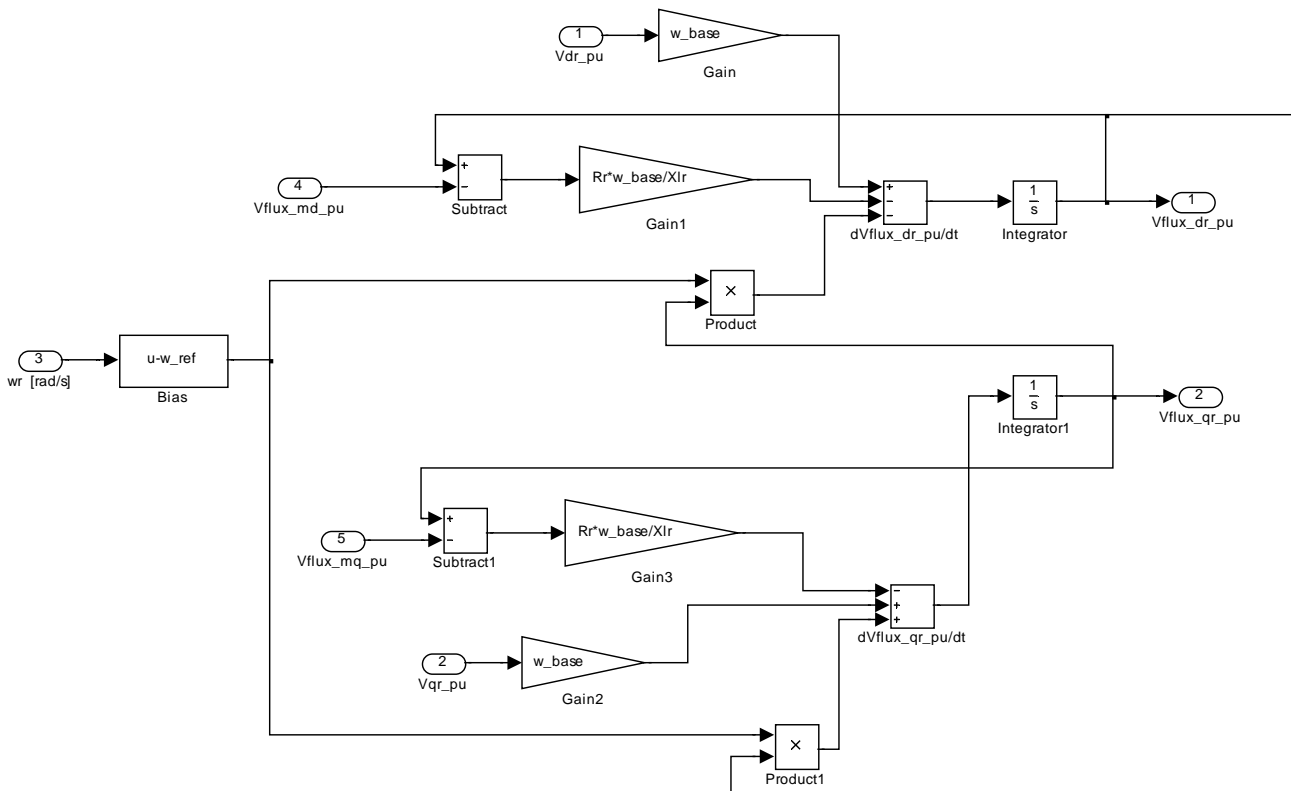 1
Vdr_pu
w_base
Gain
4
Vflux_md_pu
+
−
Subtract
Rr*w_base/Xlr
Gain1
+
−
−
dVflux_dr_pu/dt
1
s
Integrator
1
Vflux_dr_pu
×
Product
3
wr [rad/s]
u-w_ref
Bias
1
s
Integrator1
2
Vflux_qr_pu
5
Vflux_mq_pu
+
−
Subtract1
Rr*w_base/Xlr
Gain3
−
+
+
dVflux_qr_pu/dt
2
Vqr_pu
w_base
Gain2
×
Product1